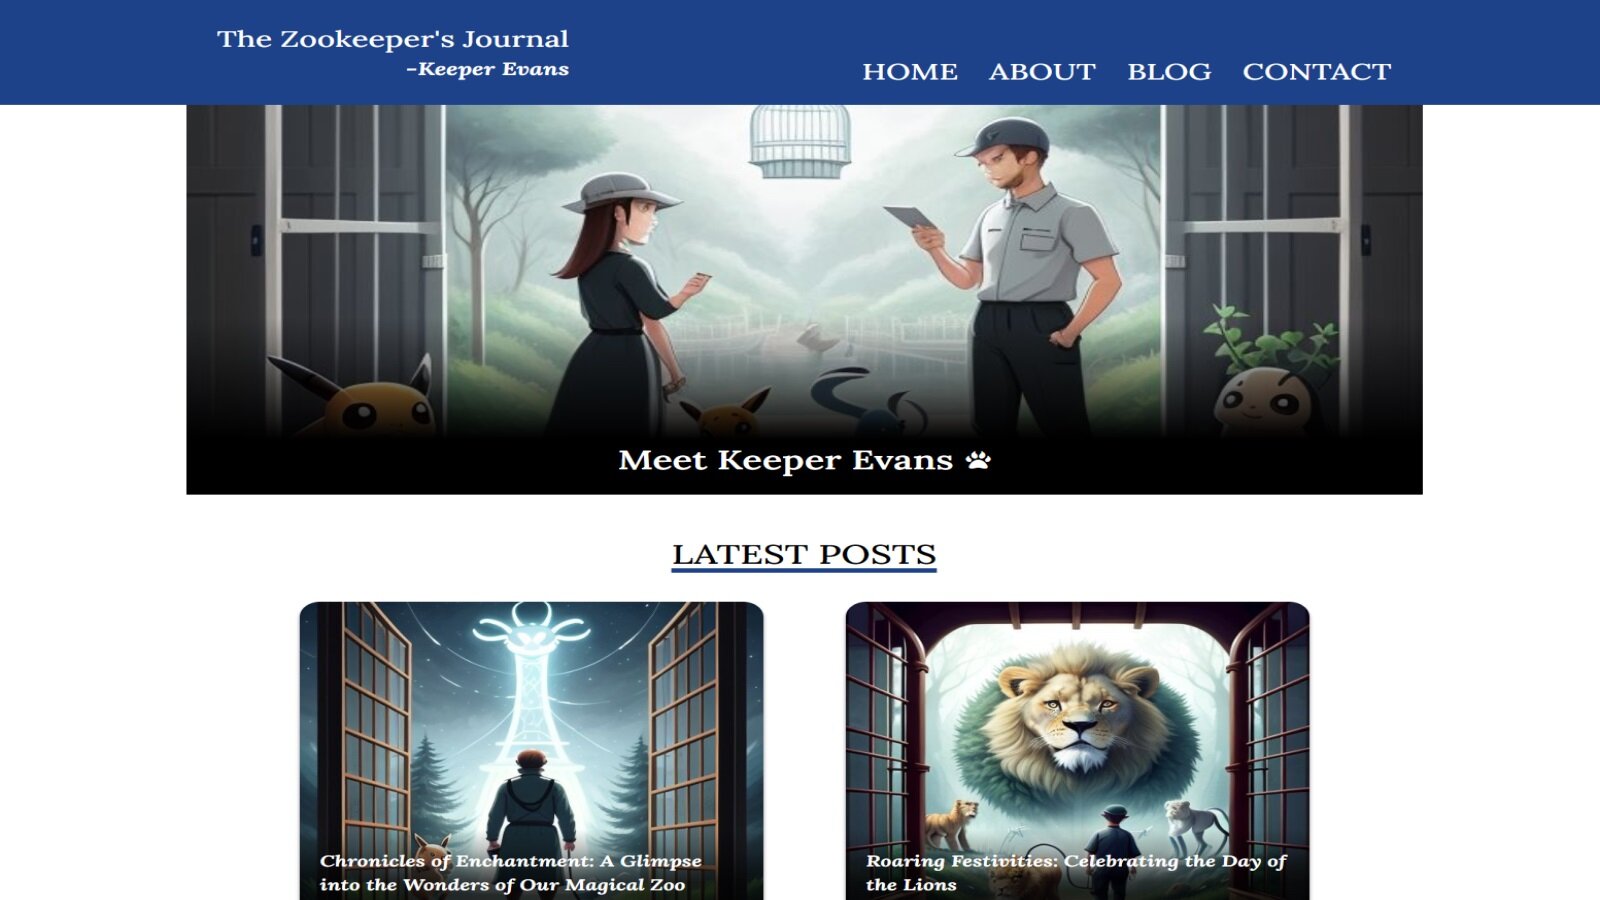 The Zookeeper's Journal
-Keeper Evans
HOME ABOUT BLOG CONTACT
Meet Keeper Evans
LATEST POSTS
Chronicles of Enchantment: A Glimpse
into the Wonders of Our Magical Zoo
Roaring Festivities: Celebrating the Day of
the Lions